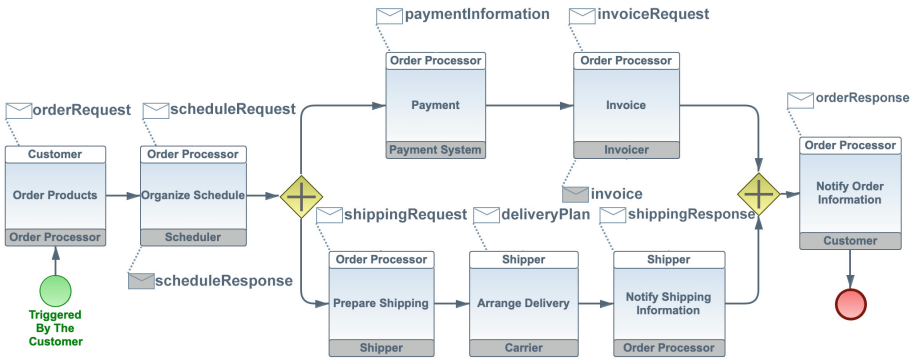 paymentInformation
invoiceRequest
Order Processor
Payment
Payment System
Order Processor
Invoice
Invoicer
invoice
orderRequest
Customer
Order Products
Order Processor
scheduleRequest
Order Processor
Organize Schedule
Scheduler
scheduleResponse
Triggered
By The
Customer
shippingRequest
Order Processor
Prepare Shipping
Shipper
deliveryPlan
Shipper
Arrange Delivery
Carrier
shippingResponse
Shipper
Notify Shipping
Information
Order Processor
orderResponse
Order Processor
Notify Order
Information
Customer